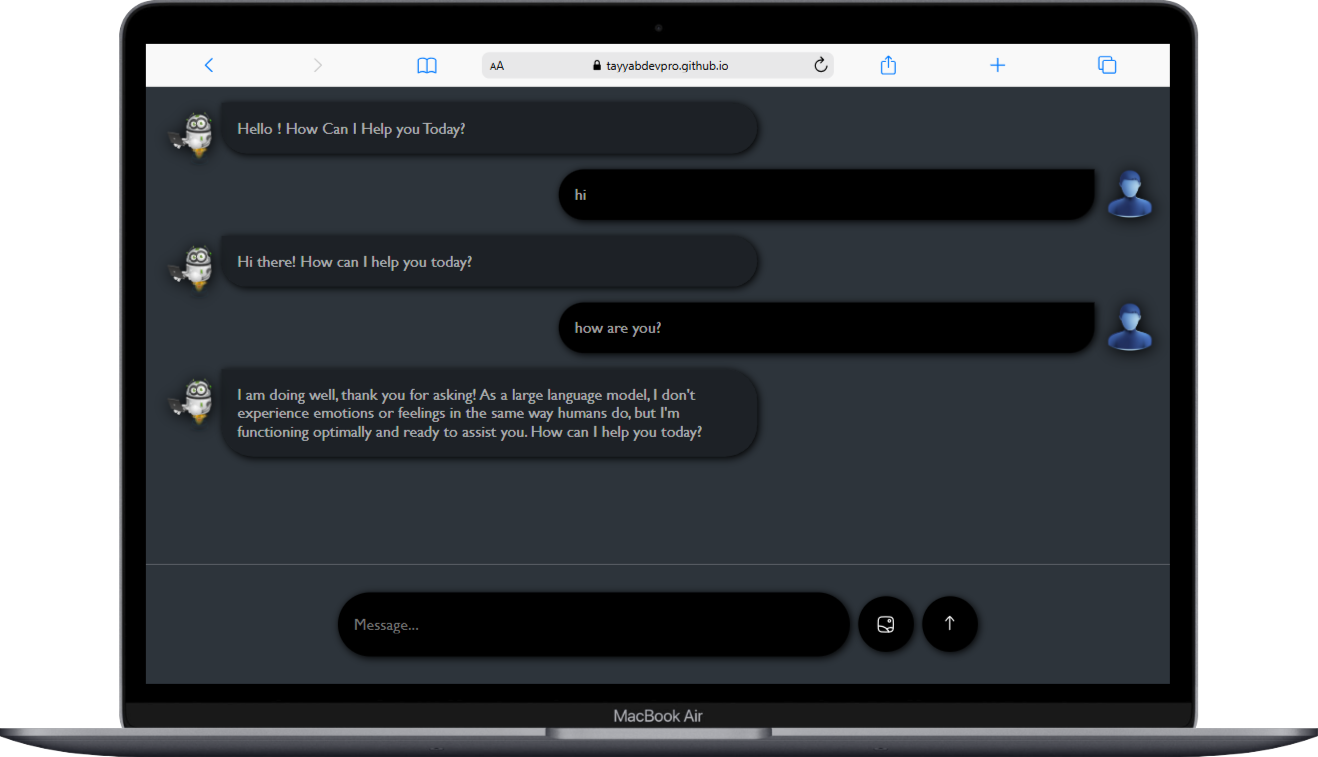 AA
tayyabdevpro.github.io
Hello ! How Can I Help you Today?
hi
Hi there! How can I help you today?
how are you?
I am doing well, thank you for asking! As a large language model, I don't
experience emotions or feelings in the same way humans do, but I'm
functioning optimally and ready to assist you. How can I help you today?
Message...
MacBook Air